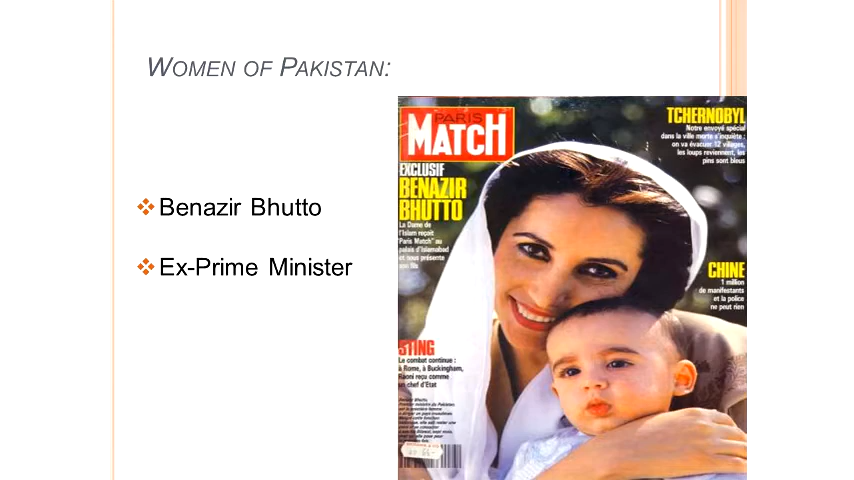 WOMEN OF PAKISTAN:
Benazir Bhutto
Ex-Prime Minister
PARIS
MATCH
EXCLUSIF
BENAZIR
BHUTTO
La Dame de
l'Islam reçoit
"Paris Match" au
palais d'Islamabad
et nous présente
son fils
TCHERNOBYL
Notre envoyé spécial
dans la ville morte s'inquiète :
on va évacuer 12 villages,
les loups reviennent, les
pins sont bleus
CHINE
1 million
de manifestants
et la police
ne peut rien
STING
Le combat continue :
à Rome, à Buckingham,
Raoni reçu comme
un chef d'Etat